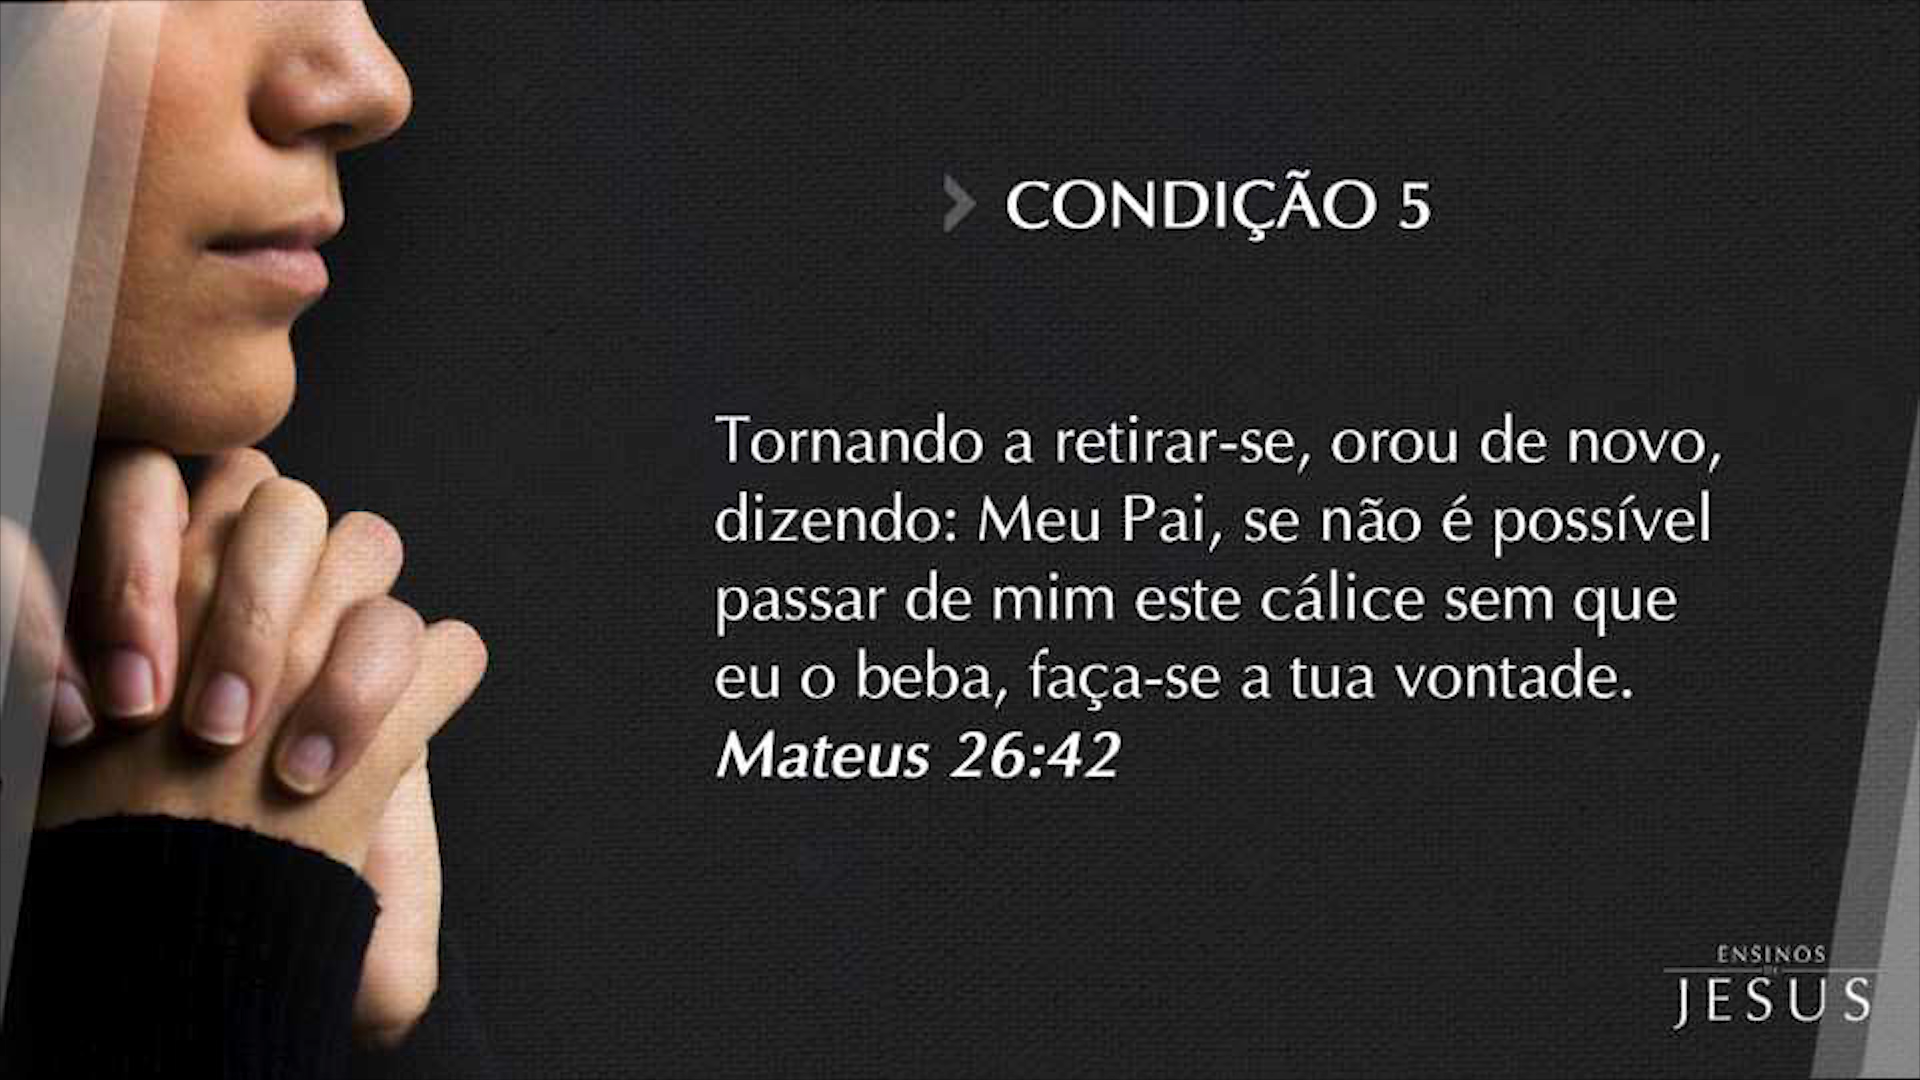 CONDIÇÃO 5
Tornando a retirar-se, orou de novo,
dizendo: Meu Pai, se não é possível
passar de mim este cálice sem que
eu o beba, faça-se a tua vontade.
Mateus 26:42
ENSINOS
DE
JESUS